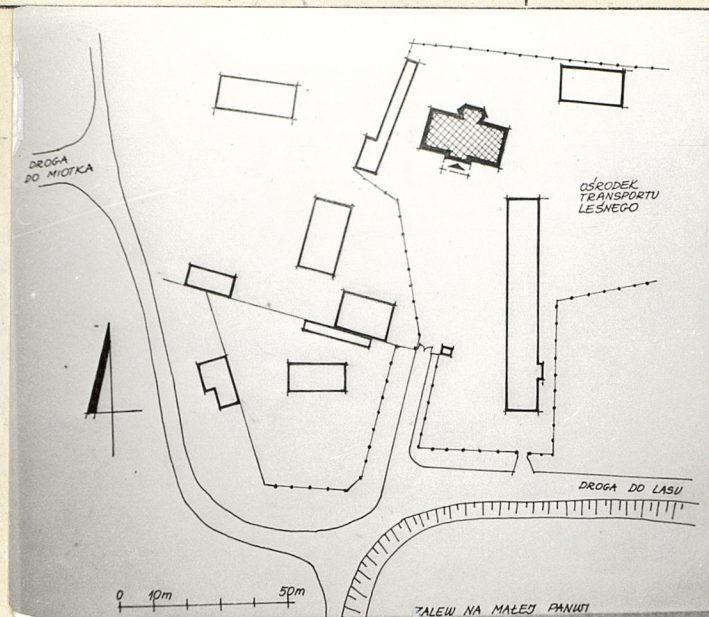 DROGA
DO MIOTKA
OŚRODEK
TRANSPORTU
LEŚNEGO
DROGA DO LASU
0 10m 50m
ZALEW NA MAŁEJ PANWI